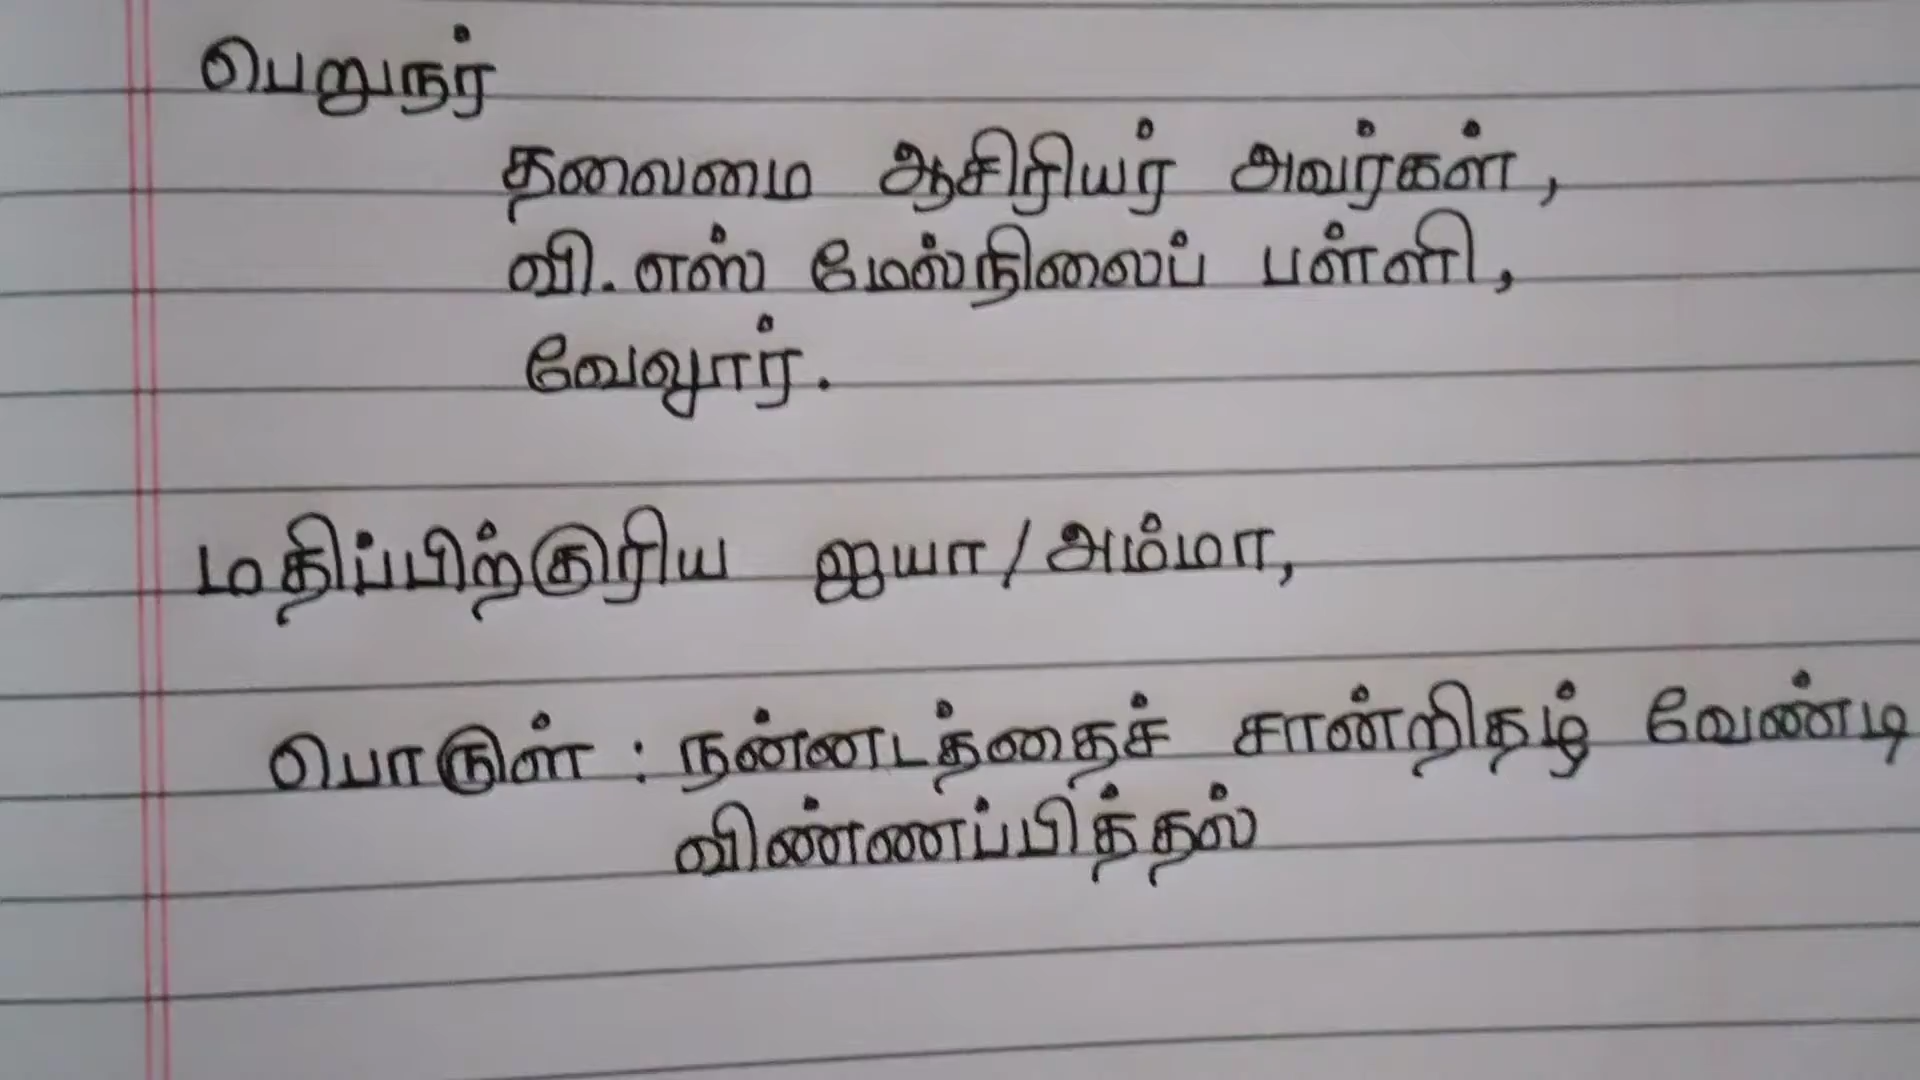 பெறுநர்
தலைமை ஆசிரியர் அவர்கள்,
வி. எஸ் மேல்நிலைப் பள்ளி,
வேலூர்.
மதிப்பிற்குரிய ஐயா/அம்மா,
பொருள் : நன்னடத்தைச் சான்றிதழ் வேண்டி
விண்ணப்பித்தல்